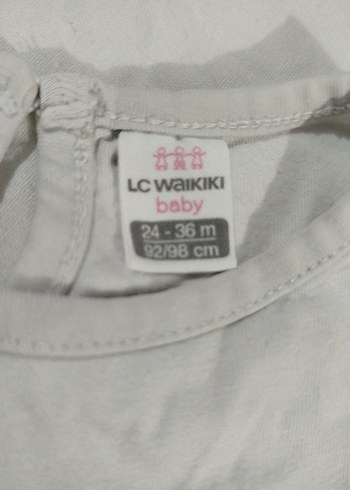 LC WAIKIKI
baby
24 - 36 m
92/98 cm